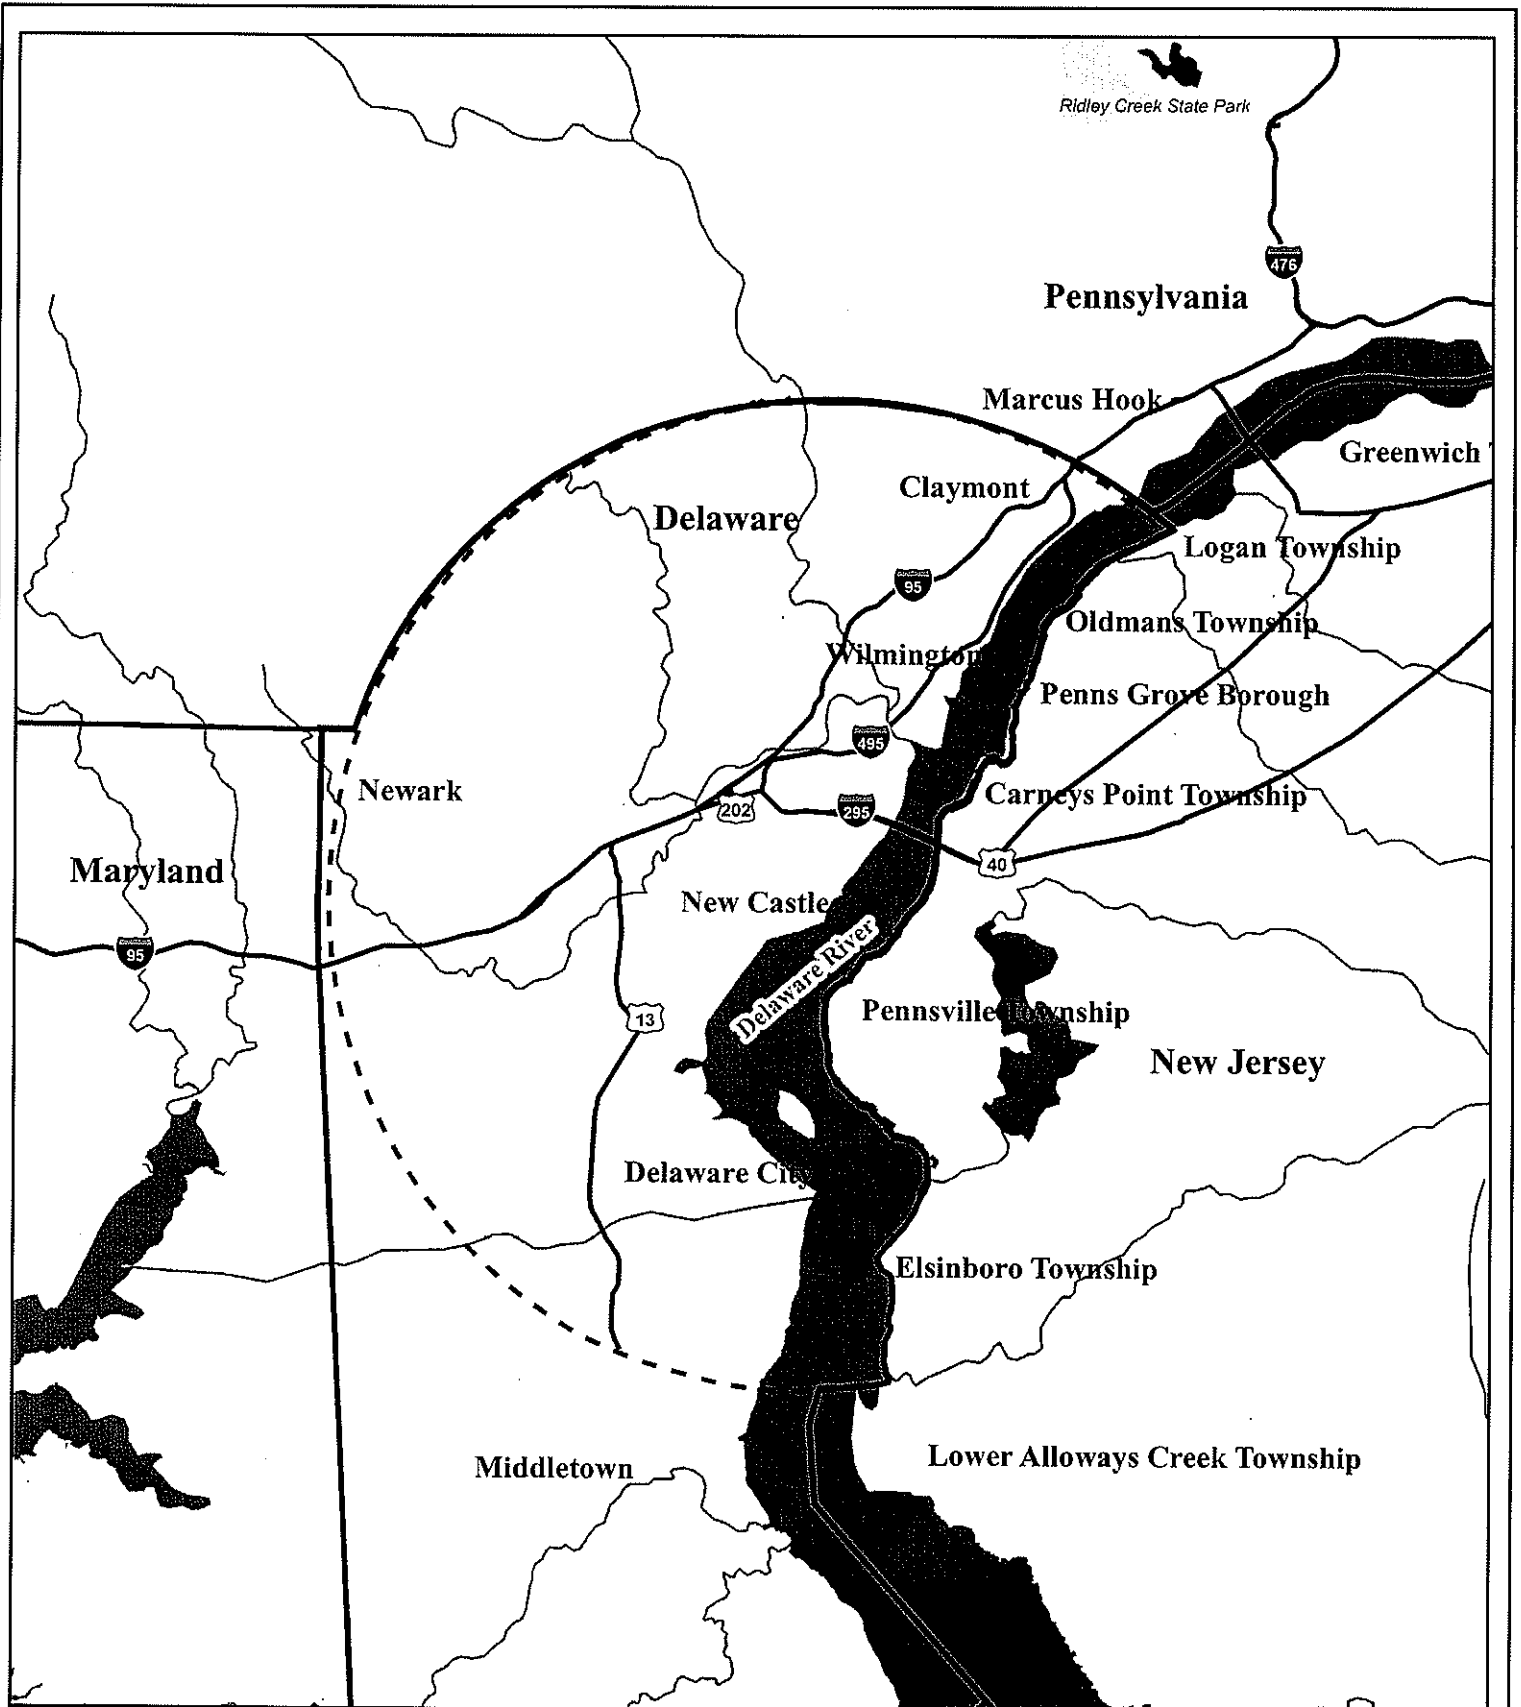 Ridley Creek State Park
476
Pennsylvania
Marcus Hook
Greenwich
Claymont
Delaware
Logan Township
95
Oldmans Township
Wilmington
Penns Grove Borough
495
Newark
Carneys Point Township
202
295
40
Maryland
New Castle
95
Delaware River
Pennsville Township
13
New Jersey
Delaware City
Elsinboro Township
Lower Alloways Creek Township
Middletown